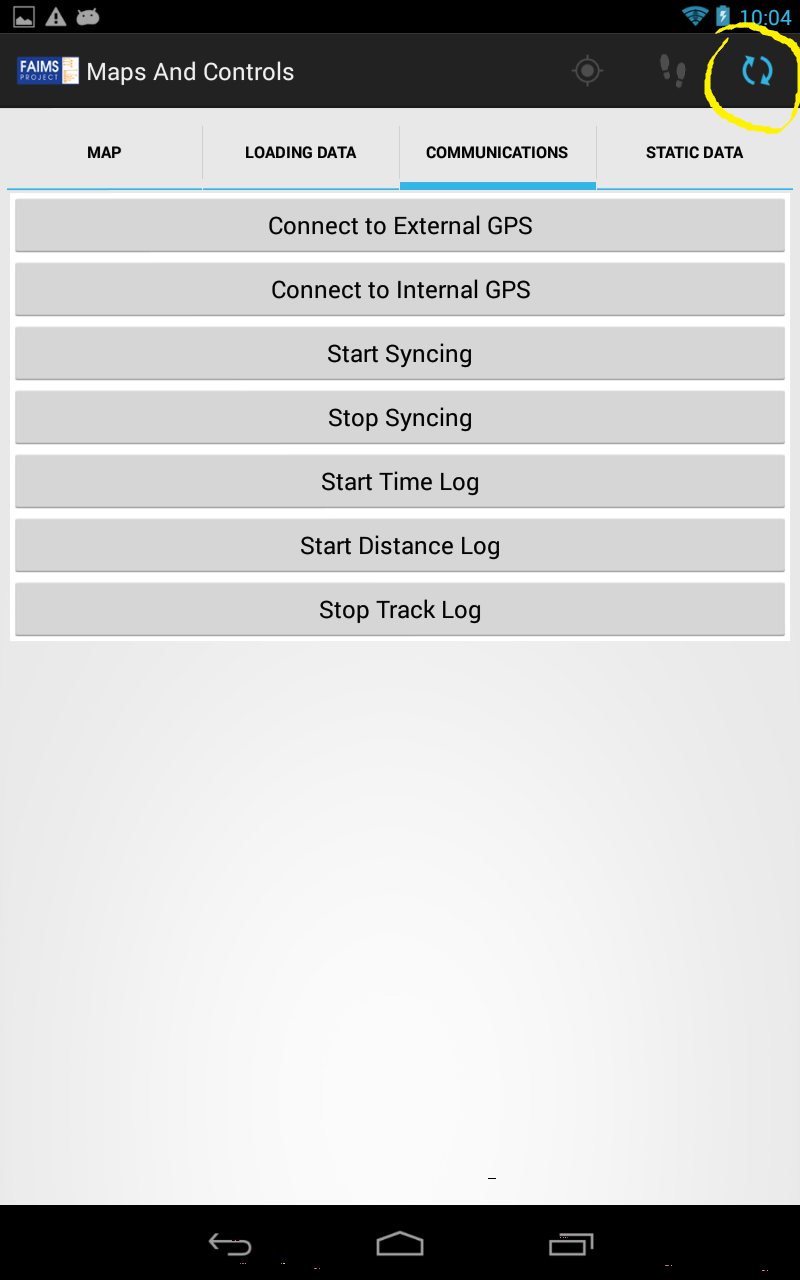 10:04
FAIMS
PROJECT
Maps And Controls
MAP
LOADING DATA
COMMUNICATIONS
STATIC DATA
Connect to External GPS
Connect to Internal GPS
Start Syncing
Stop Syncing
Start Time Log
Start Distance Log
Stop Track Log